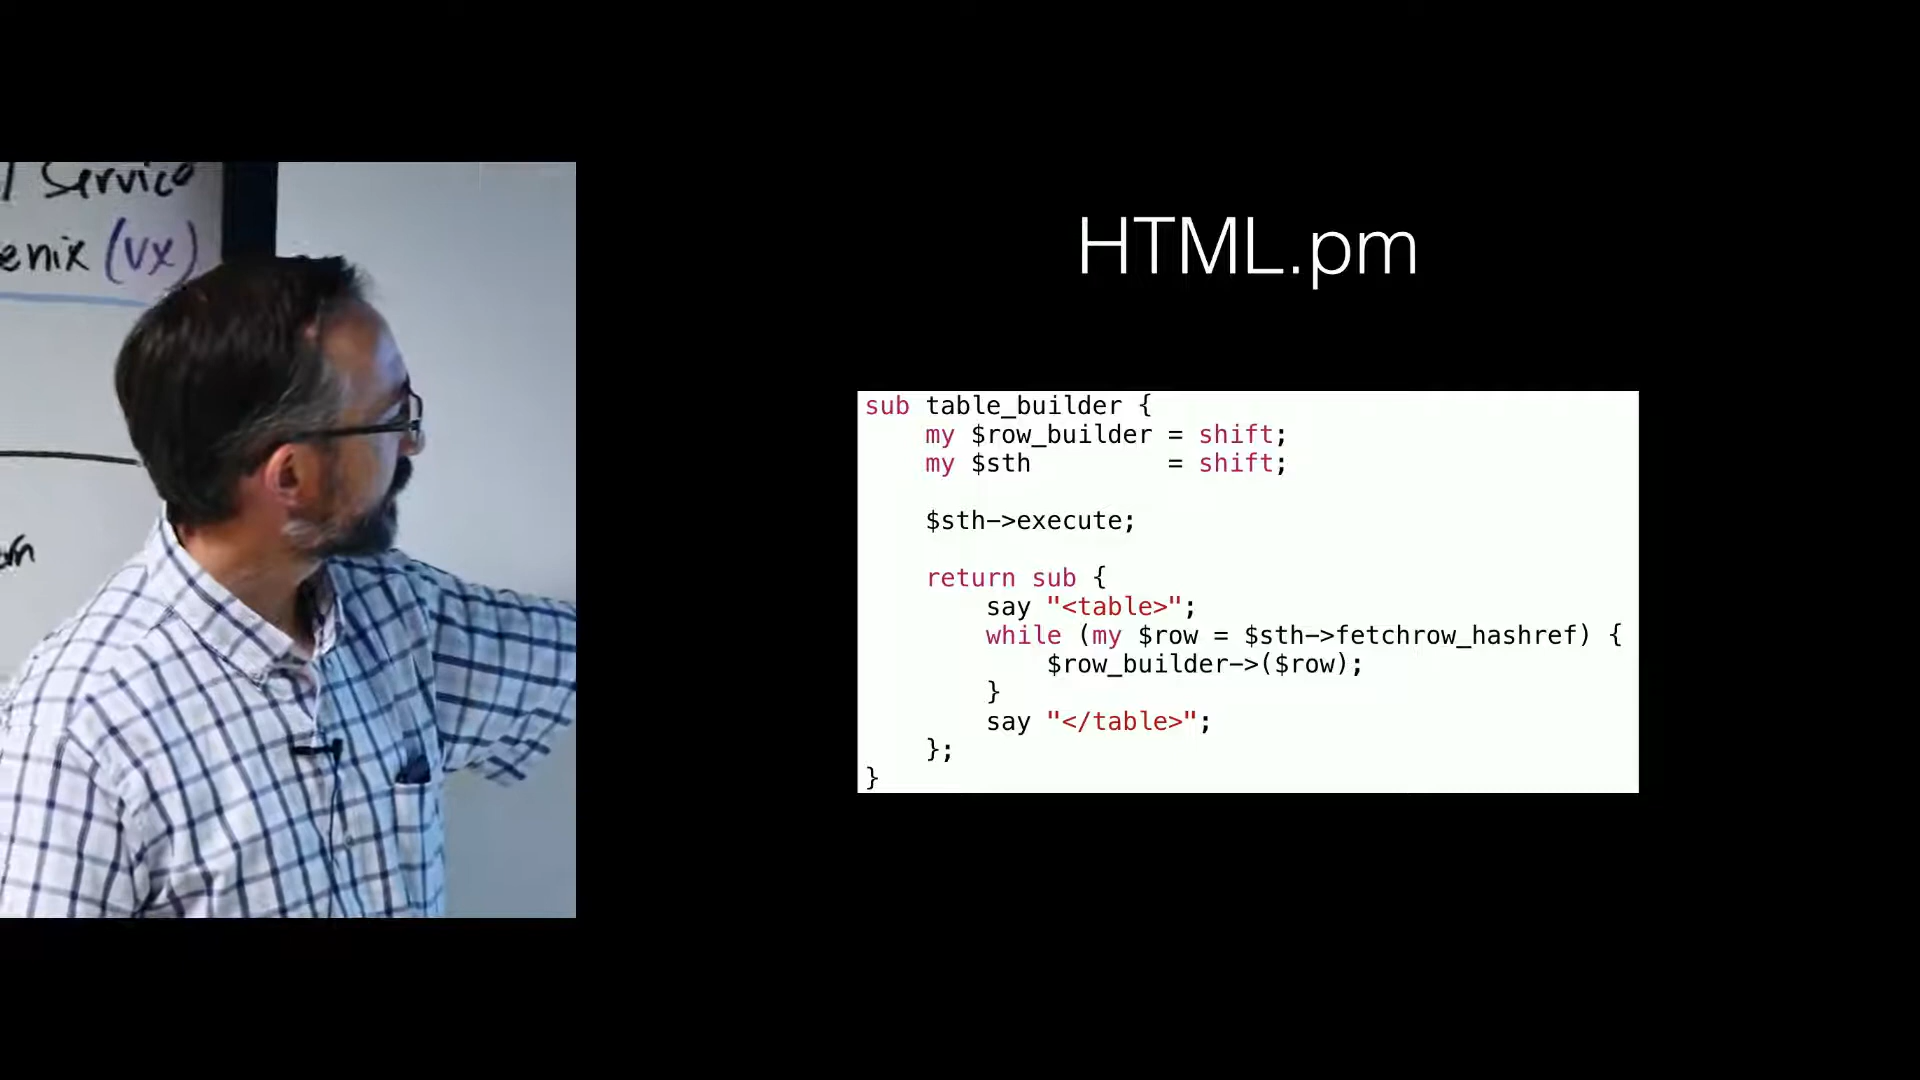 Service
enix (vx)
HTML.pm
sub table_builder {
    my $row_builder = shift;
    my $sth         = shift;

    $sth->execute;

    return sub {
        say "<table>";
        while (my $row = $sth->fetchrow_hashref) {
            $row_builder->($row);
        }
        say "</table>";
    };
}